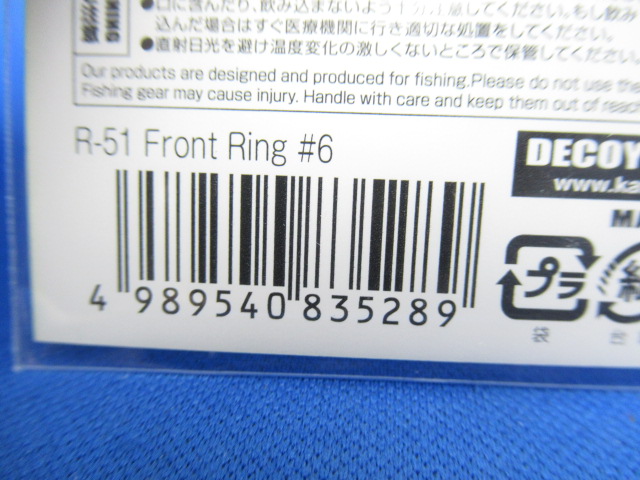 ●口に含んだり、飲み込まないよう十分注意してください。もし飲み
込んだ場合はすぐ医療機関に行き適切な処置をしてください。
●直射日光を避け温度変化の激しくないところで保管してください。
Our products are designed and produced for fishing.Please do not use
Fishing gear may cause injury. Handle with care and keep them out of
R-51 Front Ring #6
DECOY
www.ka
MA
4 989540 835289
プラ
袋